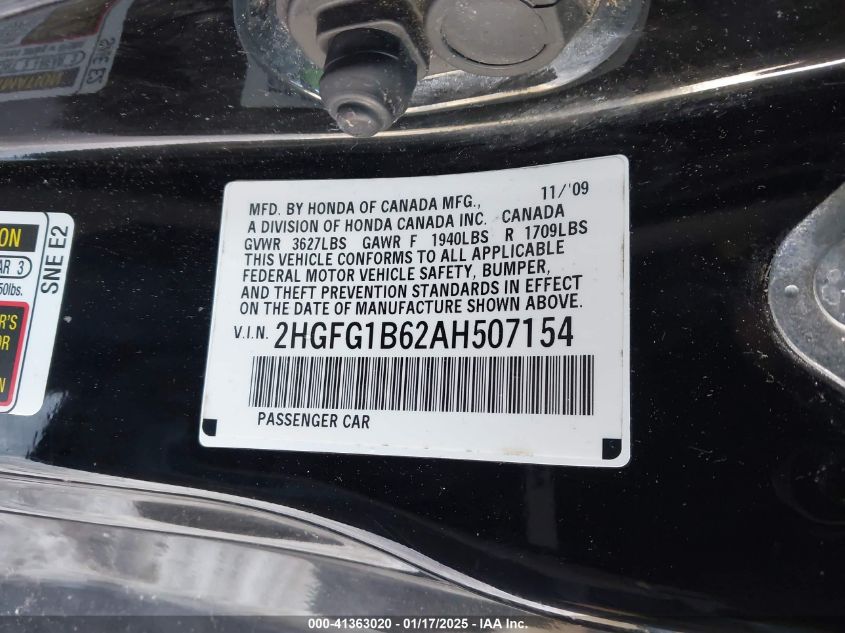 MFD. BY HONDA OF CANADA MFG., 11/'09
A DIVISION OF HONDA CANADA INC. CANADA
GVWR 3627LBS GAWR F 1940LBS R 1709LBS
THIS VEHICLE CONFORMS TO ALL APPLICABLE
FEDERAL MOTOR VEHICLE SAFETY, BUMPER,
AND THEFT PREVENTION STANDARDS IN EFFECT
ON THE DATE OF MANUFACTURE SHOWN ABOVE.
V.I.N. 2HGFG1B62AH507154
PASSENGER CAR
SNE E2
3
000-41363020 - 01/17/2025 - IAA Inc.